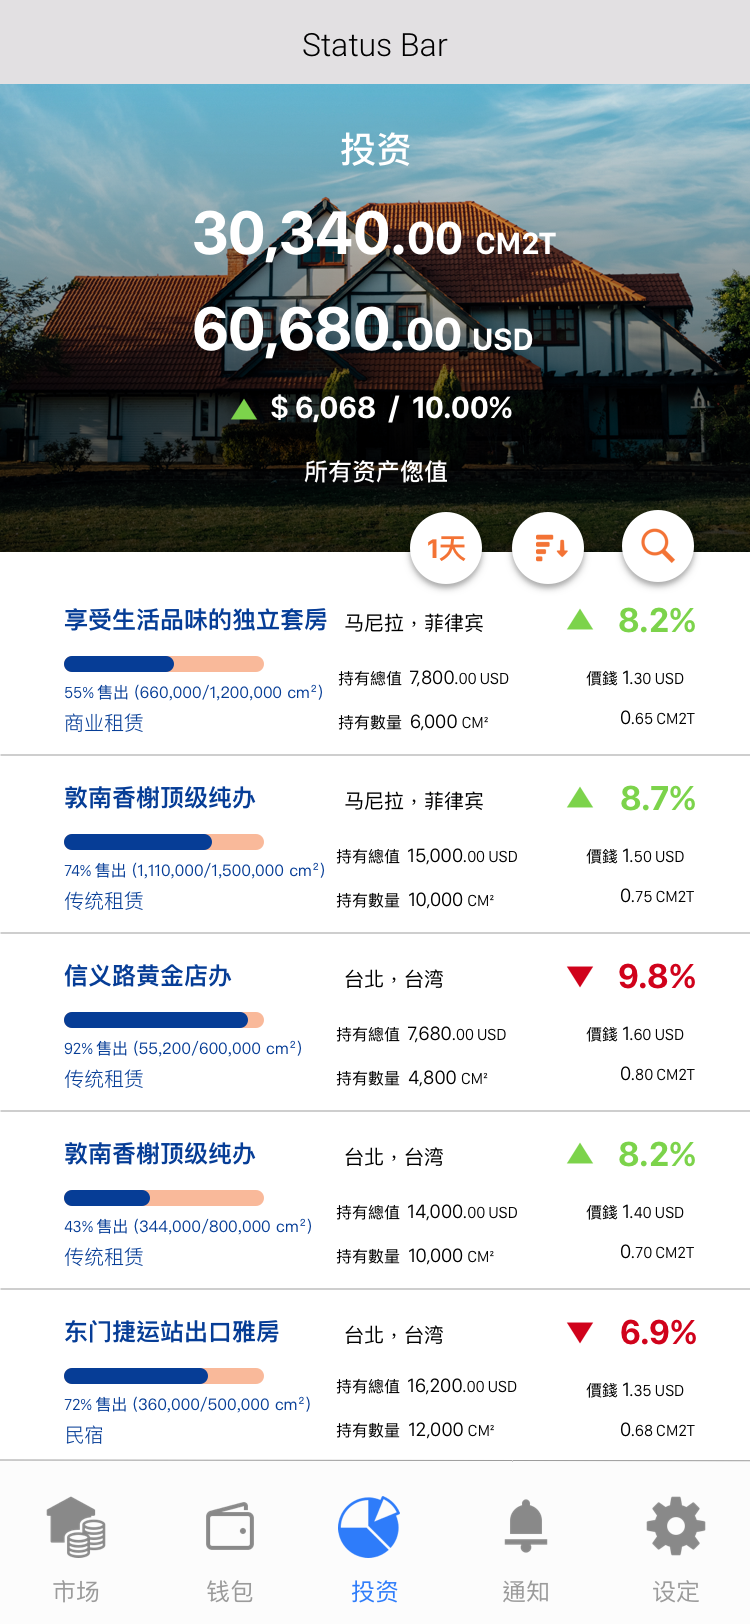 Status Bar
投资
30,340.00 CM2T
60,680.00 USD
$ 6,068 / 10.00%
所有资产偬值
1天
享受生活品味的独立套房
马尼拉，菲律宾
8.2%
55% 售出 (660,000/1,200,000 cm²)
商业租赁
持有總值 7,800.00 USD
持有數量 6,000 CM²
價錢 1.30 USD
0.65 CM2T
敦南香榭顶级纯办
马尼拉，菲律宾
8.7%
74% 售出 (1,110,000/1,500,000 cm²)
传统租赁
持有總值 15,000.00 USD
持有數量 10,000 CM²
價錢 1.50 USD
0.75 CM2T
信义路黄金店办
台北，台湾
9.8%
92% 售出 (55,200/600,000 cm²)
传统租赁
持有總值 7,680.00 USD
持有數量 4,800 CM²
價錢 1.60 USD
0.80 CM2T
敦南香榭顶级纯办
台北，台湾
8.2%
43% 售出 (344,000/800,000 cm²)
传统租赁
持有總值 14,000.00 USD
持有數量 10,000 CM²
價錢 1.40 USD
0.70 CM2T
东门捷运站出口雅房
台北，台湾
6.9%
72% 售出 (360,000/500,000 cm²)
民宿
持有總值 16,200.00 USD
持有數量 12,000 CM²
價錢 1.35 USD
0.68 CM2T
市场
钱包
投资
通知
设定